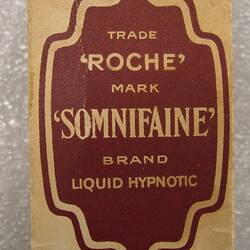 TRADE
'ROCHE'
MARK
'SOMNIFAINE'
BRAND
LIQUID HYPNOTIC